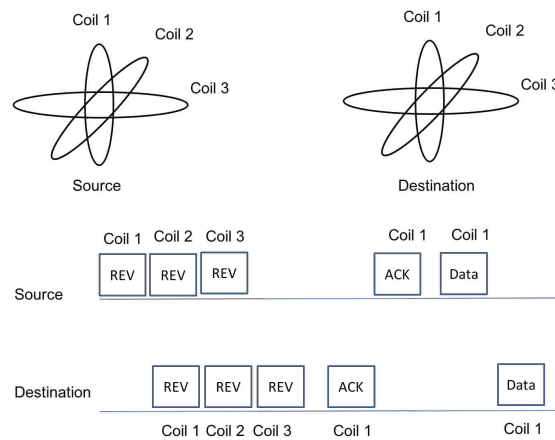 Coil 1
Coil 2
Coil 3
Source
Coil 1
Coil 2
Coil 3
Destination
Coil 1 Coil 2 Coil 3 Coil 1 Coil 1
REV REV REV ACK Data
Source
REV REV REV ACK Data
Destination
Coil 1 Coil 2 Coil 3 Coil 1 Coil 1